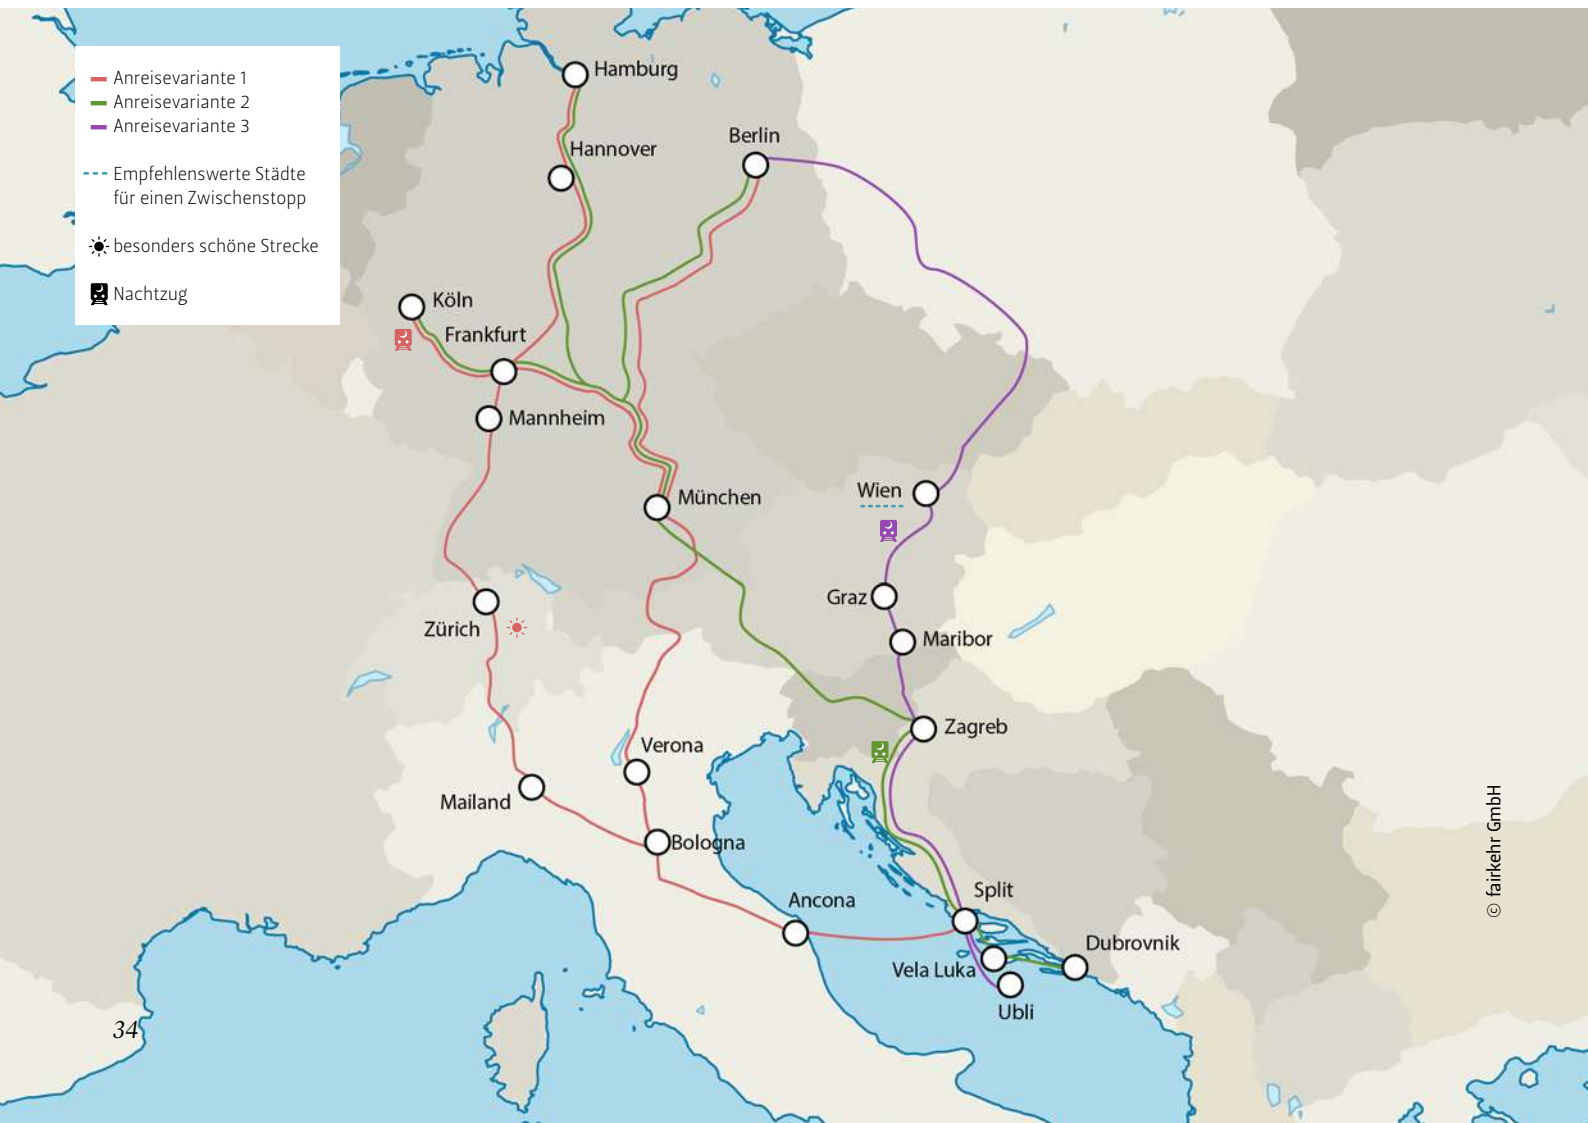 Anreisevariante 1
Anreisevariante 2
Anreisevariante 3
Empfehlenswerte Städte
für einen Zwischenstopp
besonders schöne Strecke
Nachtzug
Hamburg
Hannover
Berlin
Köln
Frankfurt
Mannheim
München
Wien
Graz
Maribor
Zürich
Zagreb
Verona
Mailand
Bologna
Ancona
Split
Dubrovnik
Vela Luka
Ubli
© fairkehr GmbH
34